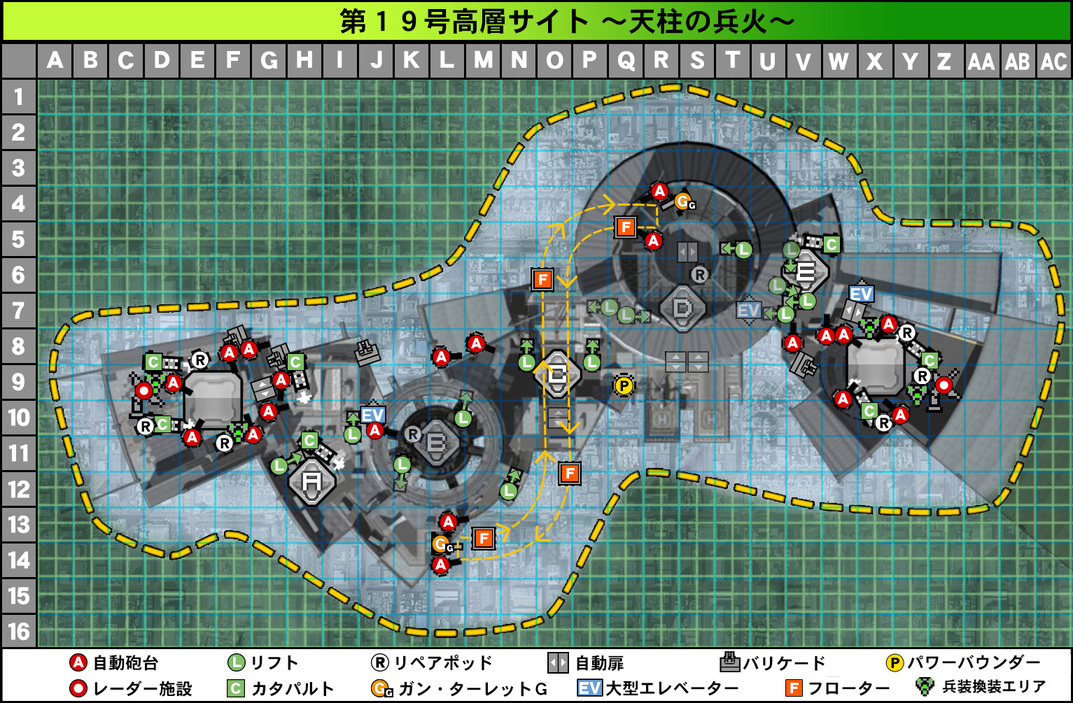 第１９号高層サイト ～天柱の兵火～
A B C D E F G H I J K L M N O P Q R S T U V W X Y Z AA AB AC
1
2
3
4 A G G
5 F A L L C
6 F R E
7 L L D EV L L L EV
8 A A R A A L L A A A A R
9 C A C A C P R C
10 R C A A L EV A L A C A R
11 A R A C L R B L
12 L A L F
13 A F
14 G G A
15
16
A 自動砲台 L リフト R リペアポッド 自動扉 バリケード P パワーバウンダー
レーダー施設 C カタパルト G G ガン・ターレットG EV 大型エレベーター F フローター 兵装換装エリア